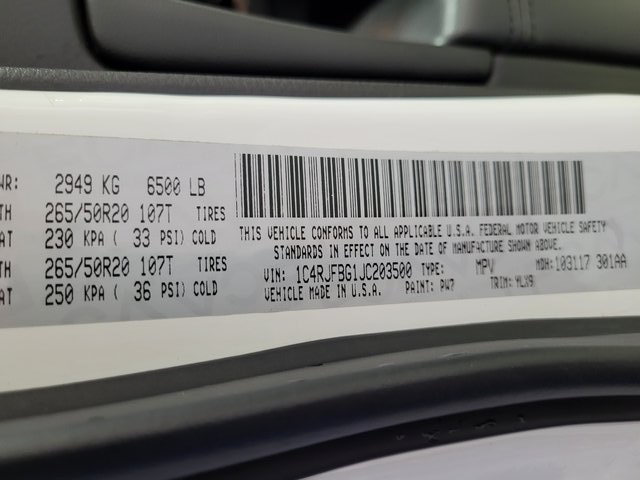 WR: 2949 KG 6500 LB
TH 265/50R20 107T TIRES
AT 230 KPA ( 33 PSI) COLD
TH 265/50R20 107T TIRES
AT 250 KPA ( 36 PSI) COLD
THIS VEHICLE CONFORMS TO ALL APPLICABLE U.S.A. FEDERAL MOTOR VEHICLE SAFETY
STANDARDS IN EFFECT ON THE DATE OF MANUFACTURE SHOWN ABOVE.
VIN: 1C4RJFBG1JC203500 TYPE: MPV MDH: 103117 301AA
VEHICLE MADE IN U.S.A. PAINT: PW7 TRIM: MLX9